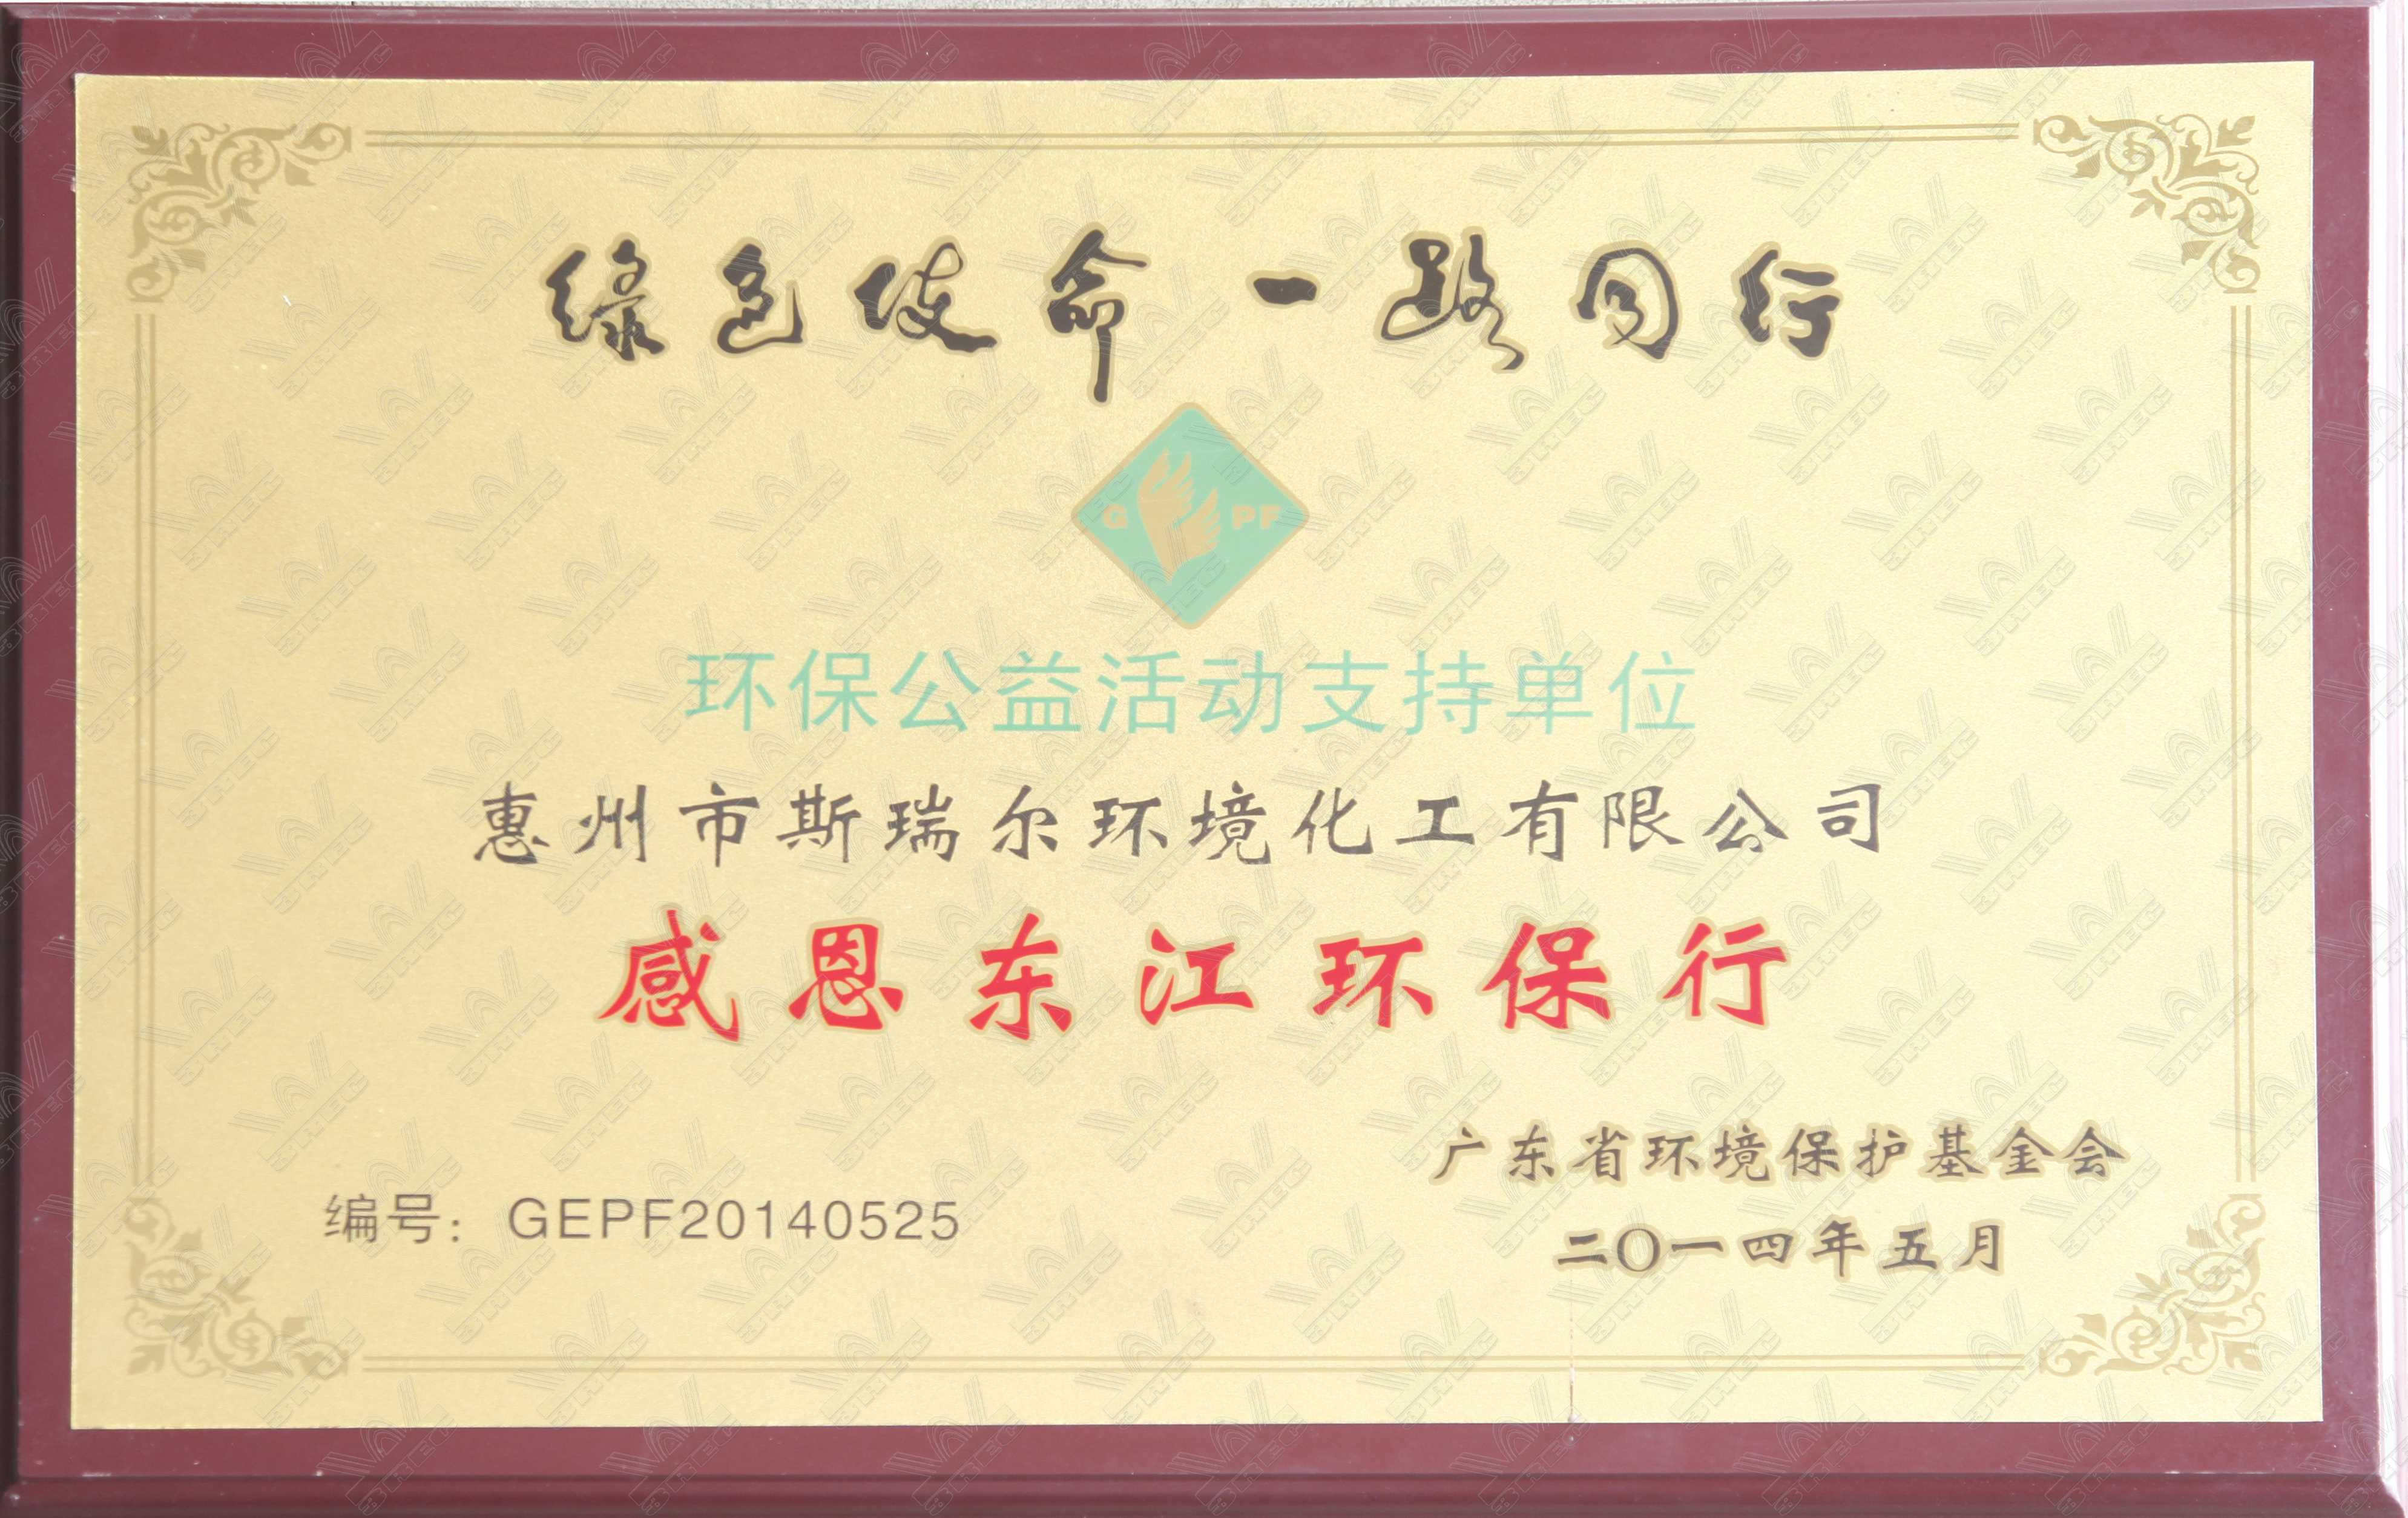 绿色使命一路同行
G PF
环保公益活动支持单位
惠州市斯瑞尔环境化工有限公司
感恩东江环保行
广东省环境保护基金会
编号：GEPF20140525
二〇一四年五月